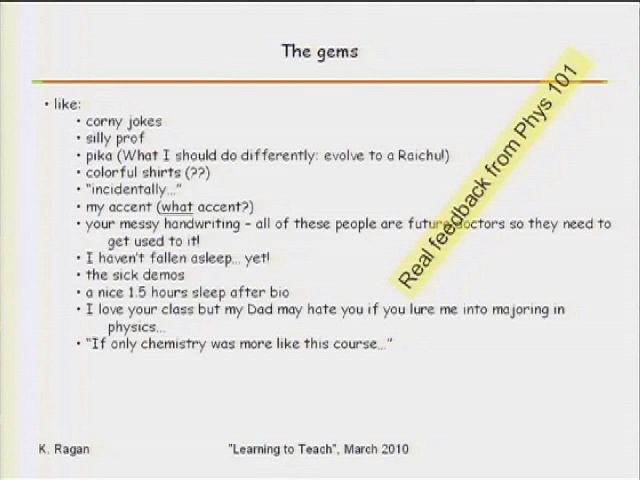 The gems
• like:
• corny jokes
• silly prof
• pika (What I should do differently: evolve to a Raichu!)
• colorful shirts (??)
• "incidentally…"
• my accent (what accent?)
• your messy handwriting – all of these people are future doctors so they need to
get used to it!
• I haven't fallen asleep… yet!
• the sick demos
• a nice 1.5 hours sleep after bio
• I love your class but my Dad may hate you if you lure me into majoring in
physics…
• "If only chemistry was more like this course…"
Real feedback from Phys 101
K. Ragan
"Learning to Teach", March 2010